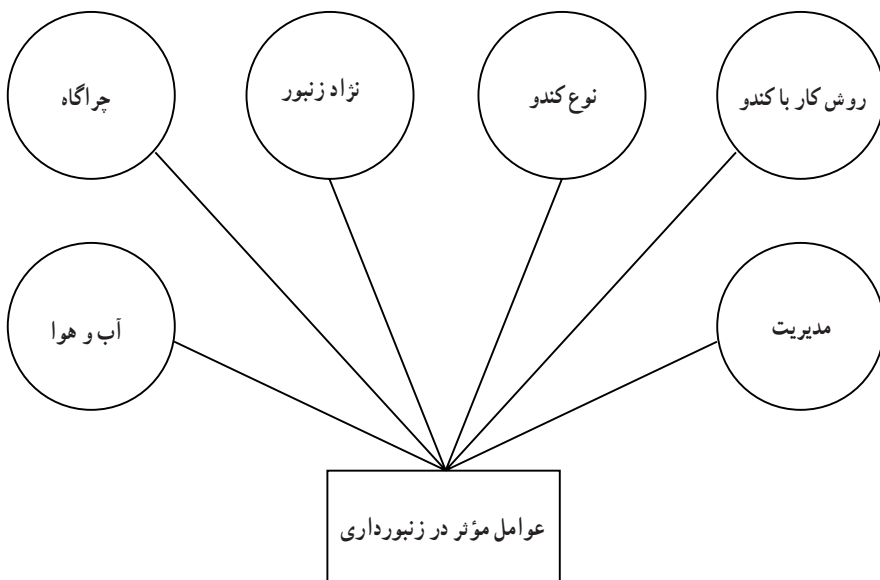 روش کار با کندو
نوع کندو
نژاد زنبور
چراگاه
مدیریت
آب و هوا
عوامل مؤثر در زنبورداری